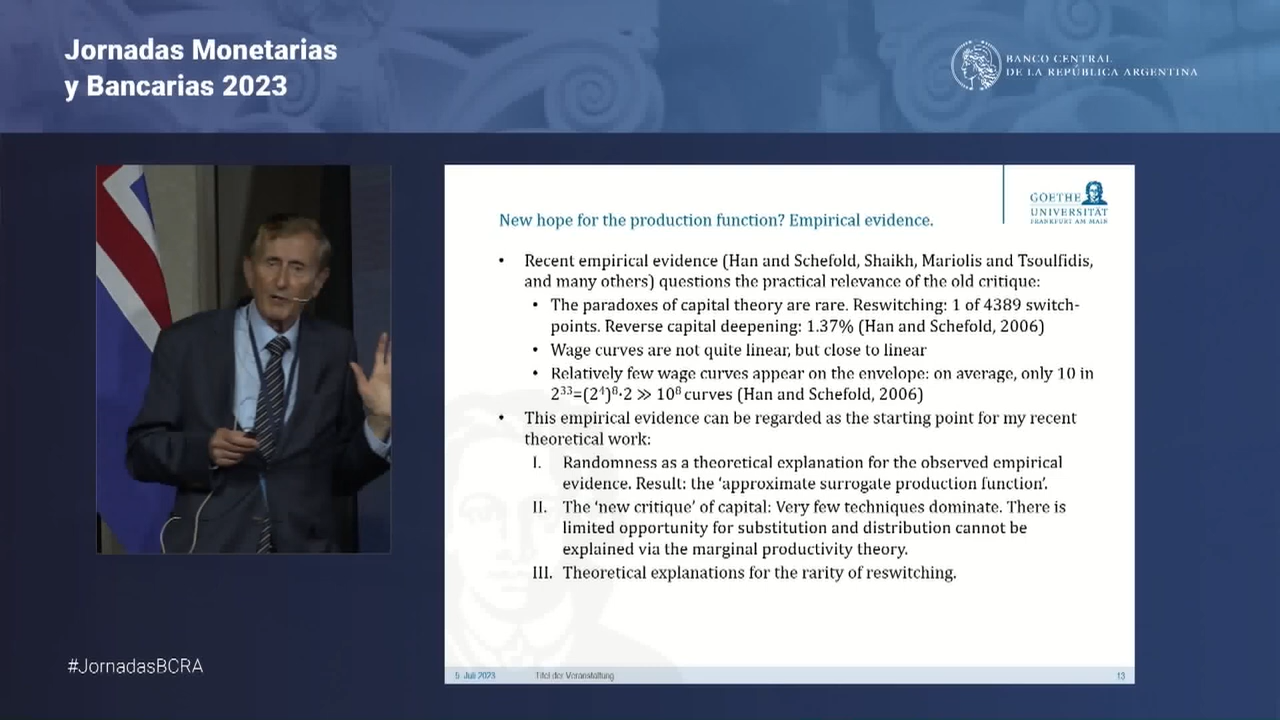 Jornadas Monetarias
y Bancarias 2023
BANCO CENTRAL
DE LA REPÚBLICA ARGENTINA
GOETHE
UNIVERSITÄT
FRANKFURT AM MAIN
New hope for the production function? Empirical evidence.
• Recent empirical evidence (Han and Schefold, Shaikh, Mariolis and Tsoulfidis,
and many others) questions the practical relevance of the old critique:
• The paradoxes of capital theory are rare. Reswitching: 1 of 4389 switch-
points. Reverse capital deepening: 1.37% (Han and Schefold, 2006)
• Wage curves are not quite linear, but close to linear
• Relatively few wage curves appear on the envelope: on average, only 10 in
2³³=(2⁴)⁸·2 ≫ 10⁸ curves (Han and Schefold, 2006)
• This empirical evidence can be regarded as the starting point for my recent
theoretical work:
I. Randomness as a theoretical explanation for the observed empirical
evidence. Result: the ‘approximate surrogate production function’.
II. The ‘new critique’ of capital: Very few techniques dominate. There is
limited opportunity for substitution and distribution cannot be
explained via the marginal productivity theory.
III. Theoretical explanations for the rarity of reswitching.
5. Juli 2023 Titel der Veranstaltung 13
#JornadasBCRA